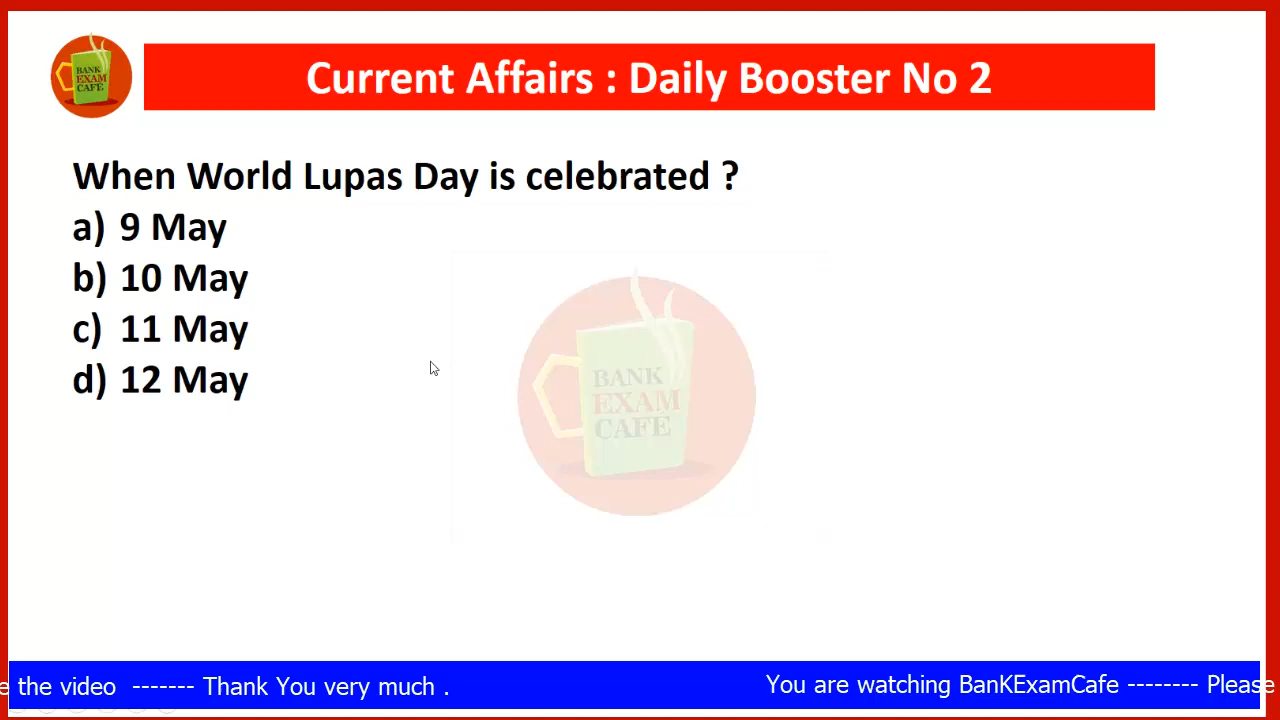 BANK
EXAM
CAFE
Current Affairs : Daily Booster No 2
When World Lupas Day is celebrated ?
a) 9 May
b) 10 May
c) 11 May
d) 12 May
BANK
EXAM
CAFE
e the video ------- Thank You very much . You are watching BanKExamCafe -------- Please